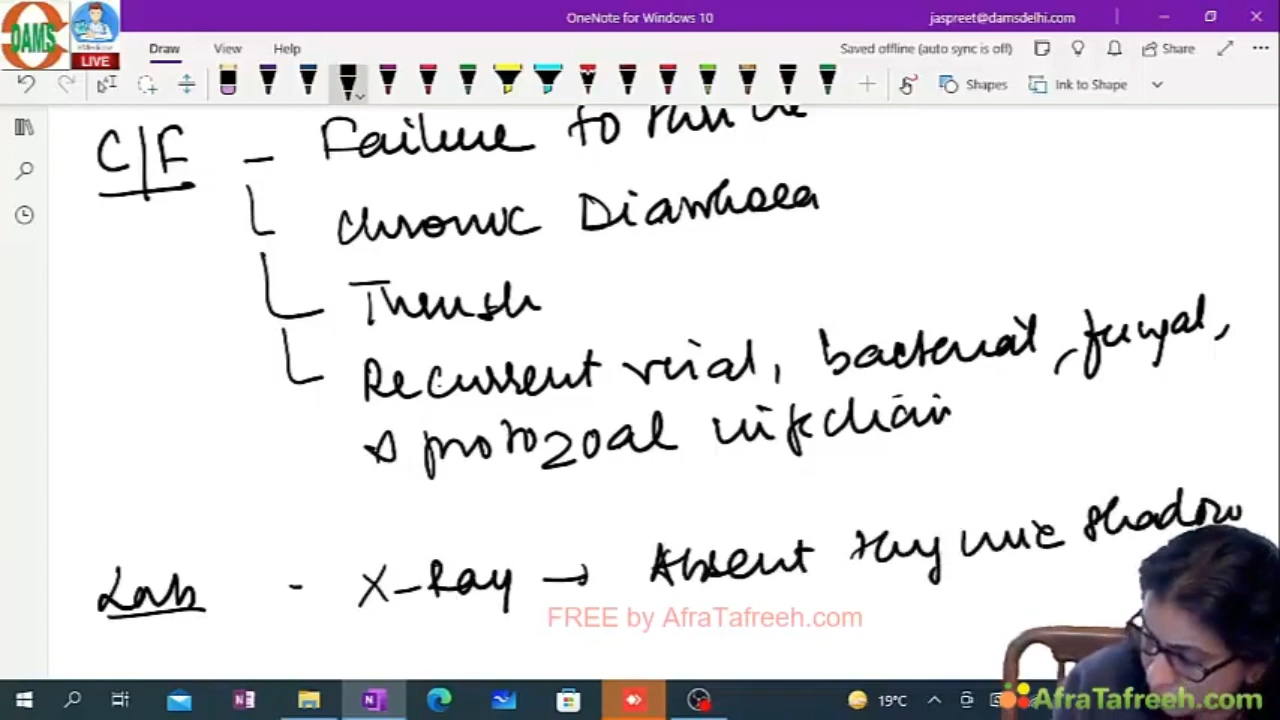 DAMS
eMedicoz
LIVE
OneNote for Windows 10
jaspreet@damsdelhi.com
Draw View Help
Saved offline (auto sync is off)
Share
Shapes
Ink to Shape
C/F - Failure to thrive
Chronic Diarrhoea
Thrush
Recurrent viral, bacterial, fungal,
& protozoal infection
Lab - X-Ray → Absent thymic shadow
FREE by AfraTafreeh.com
19°C
AfraTafreeh.com